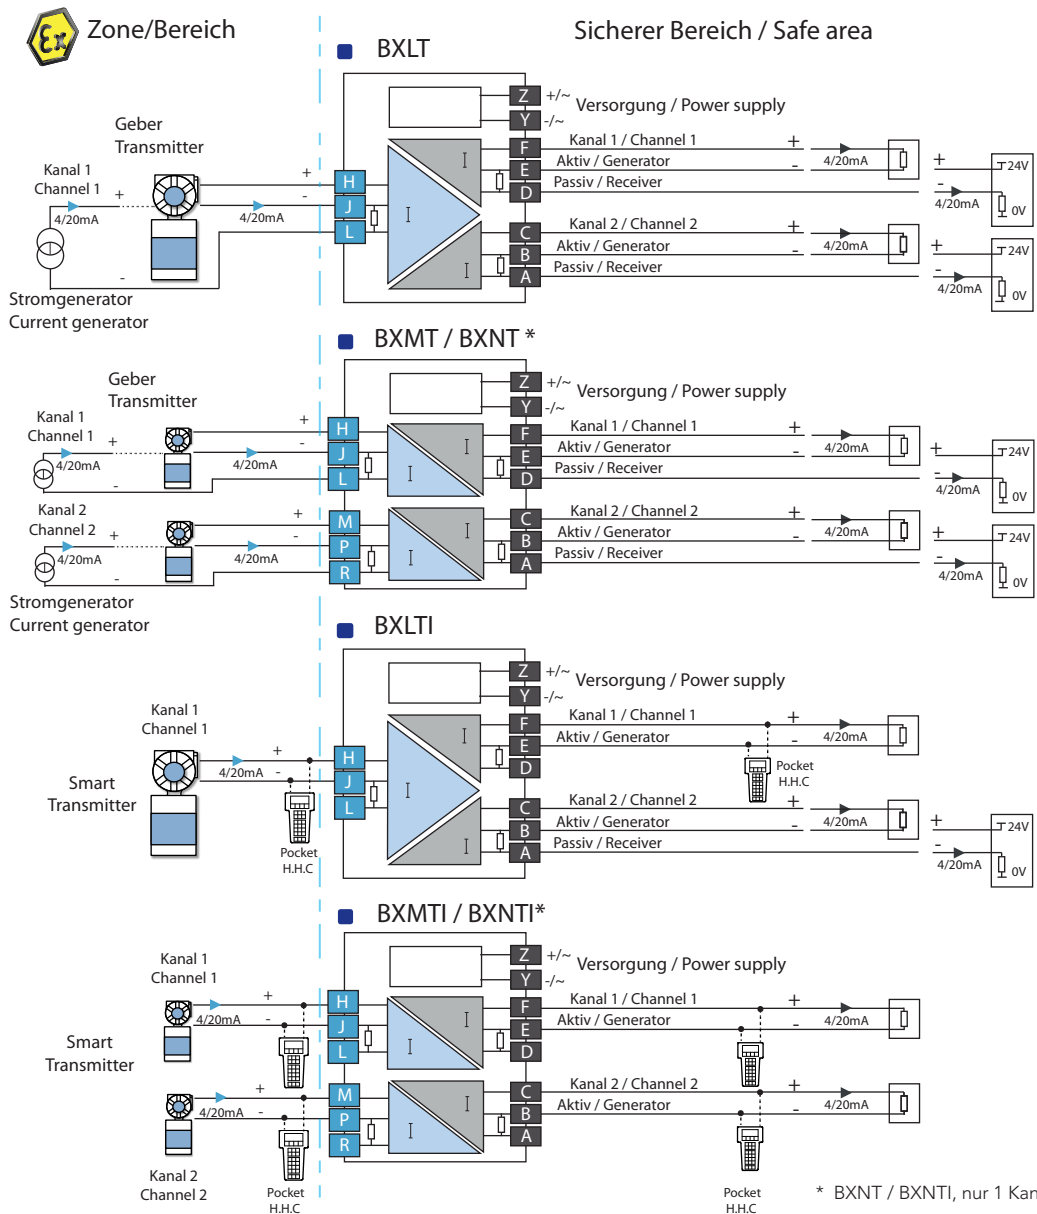 Ex Zone/Bereich
Sicherer Bereich / Safe area
BXLT
Z +/~ Versorgung / Power supply
Y -/~
Geber
Transmitter
Kanal 1
Channel 1
+
4/20mA
4/20mA
+
-
-
H
J
L
I
I
I
F Kanal 1 / Channel 1 +
E Aktiv / Generator -
D Passiv / Receiver
4/20mA
+
-
4/20mA
24V
0V
C Kanal 2 / Channel 2 +
B Aktiv / Generator -
A Passiv / Receiver
4/20mA
+
-
4/20mA
24V
0V
Stromgenerator
Current generator
BXMT / BXNT *
Z +/~ Versorgung / Power supply
Y -/~
Geber
Transmitter
Kanal 1
Channel 1
+
4/20mA
4/20mA
+
-
-
H
J
L
I
I
F Kanal 1 / Channel 1 +
E Aktiv / Generator -
D Passiv / Receiver
4/20mA
+
-
4/20mA
24V
0V
Kanal 2
Channel 2
+
4/20mA
4/20mA
+
-
-
M
P
R
I
I
C Kanal 2 / Channel 2 +
B Aktiv / Generator -
A Passiv / Receiver
4/20mA
+
-
4/20mA
24V
0V
Stromgenerator
Current generator
BXLTI
Z +/~ Versorgung / Power supply
Y -/~
Kanal 1
Channel 1
Smart
Transmitter
4/20mA
+
-
Pocket
H.H.C
H
J
L
I
I
I
F Kanal 1 / Channel 1 +
E Aktiv / Generator -
D
4/20mA
Pocket
H.H.C
C Kanal 2 / Channel 2 +
B Aktiv / Generator -
A Passiv / Receiver
4/20mA
+
-
4/20mA
24V
0V
BXMTI / BXNTI*
Z +/~ Versorgung / Power supply
Y -/~
Kanal 1
Channel 1
Smart
Transmitter
4/20mA
+
-
H
J
L
I
I
F Kanal 1 / Channel 1 +
E Aktiv / Generator -
D
4/20mA
4/20mA
+
-
M
P
R
I
I
C Kanal 2 / Channel 2 +
B Aktiv / Generator -
A
4/20mA
Kanal 2
Channel 2
Pocket
H.H.C
Pocket
H.H.C
* BXNT / BXNTI, nur 1 Kan